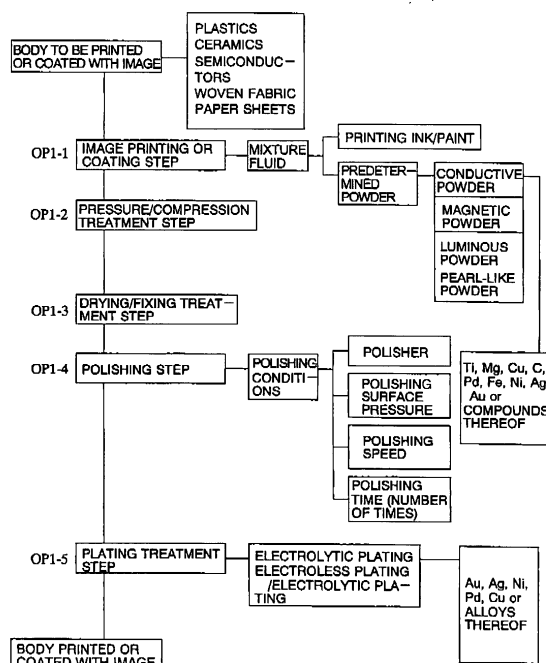 BODY TO BE PRINTED
OR COATED WITH IMAGE
PLASTICS
CERAMICS
SEMICONDUC-
TORS
WOVEN FABRIC
PAPER SHEETS
OP1-1
IMAGE PRINTING OR
COATING STEP
MIXTURE
FLUID
PRINTING INK/PAINT
PREDETER-
MINED
POWDER
CONDUCTIVE
POWDER
MAGNETIC
POWDER
LUMINOUS
POWDER
PEARL-LIKE
POWDER
OP1-2
PRESSURE/COMPRESSION
TREATMENT STEP
OP1-3
DRYING/FIXING TREAT-
MENT STEP
OP1-4
POLISHING STEP
POLISHING
CONDITI-
ONS
POLISHER
POLISHING
SURFACE
PRESSURE
POLISHING
SPEED
POLISHING
TIME (NUMBER
OF TIMES)
Ti, Mg, Cu, C,
Pd, Fe, Ni, Ag
Au or
COMPOUNDS
THEREOF
OP1-5
PLATING TREATMENT
STEP
ELECTROLYTIC PLATING
ELECTROLESS PLATING
/ELECTROLYTIC PLA-
TING
Au, Ag, Ni,
Pd, Cu or
ALLOYS
THEREOF
BODY PRINTED OR
COATED WITH IMAGE